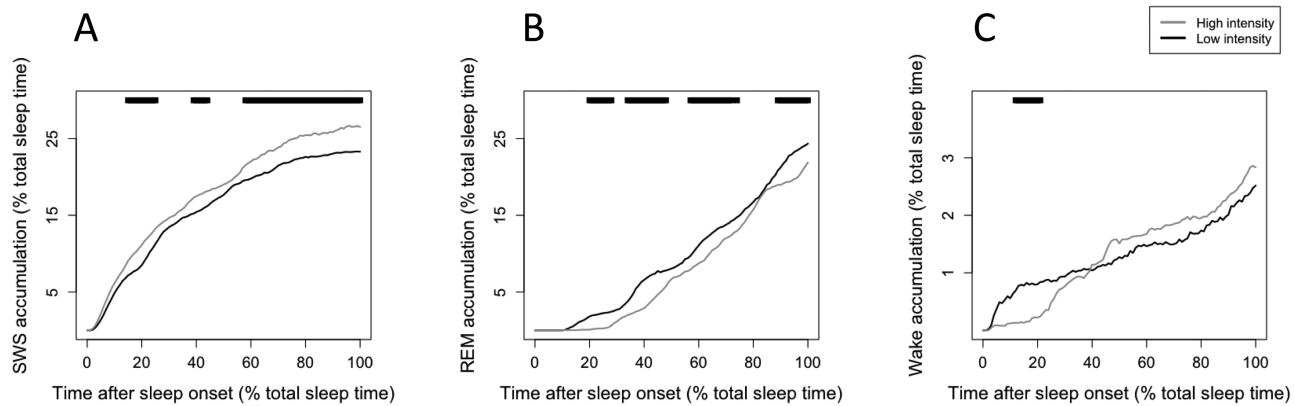 A
B
C
High intensity
Low intensity
SWS accumulation (% total sleep time)
25
15
5
0
20
40
60
80
100
Time after sleep onset (% total sleep time)
REM accumulation (% total sleep time)
25
15
5
0
20
40
60
80
100
Time after sleep onset (% total sleep time)
Wake accumulation (% total sleep time)
3
2
1
0
20
40
60
80
100
Time after sleep onset (% total sleep time)